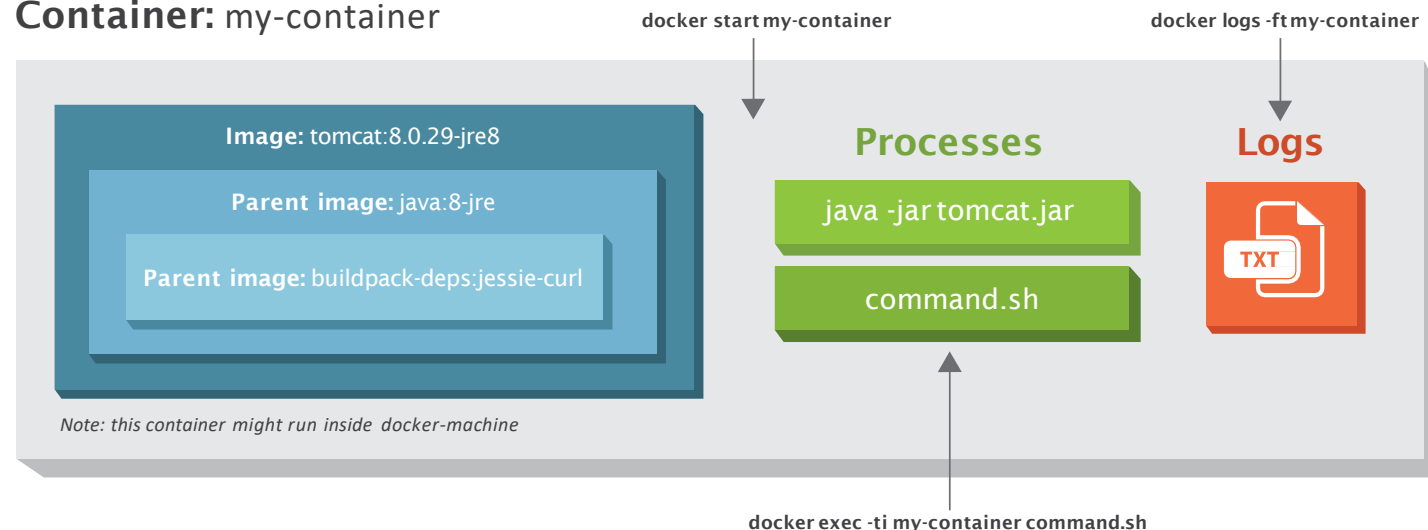 Container: my-container
docker start my-container
docker logs -ft my-container
Image: tomcat:8.0.29-jre8
Parent image: java:8-jre
Parent image: buildpack-deps:jessie-curl
Note: this container might run inside docker-machine
Processes
java -jar tomcat.jar
command.sh
Logs
TXT
docker exec -ti my-container command.sh